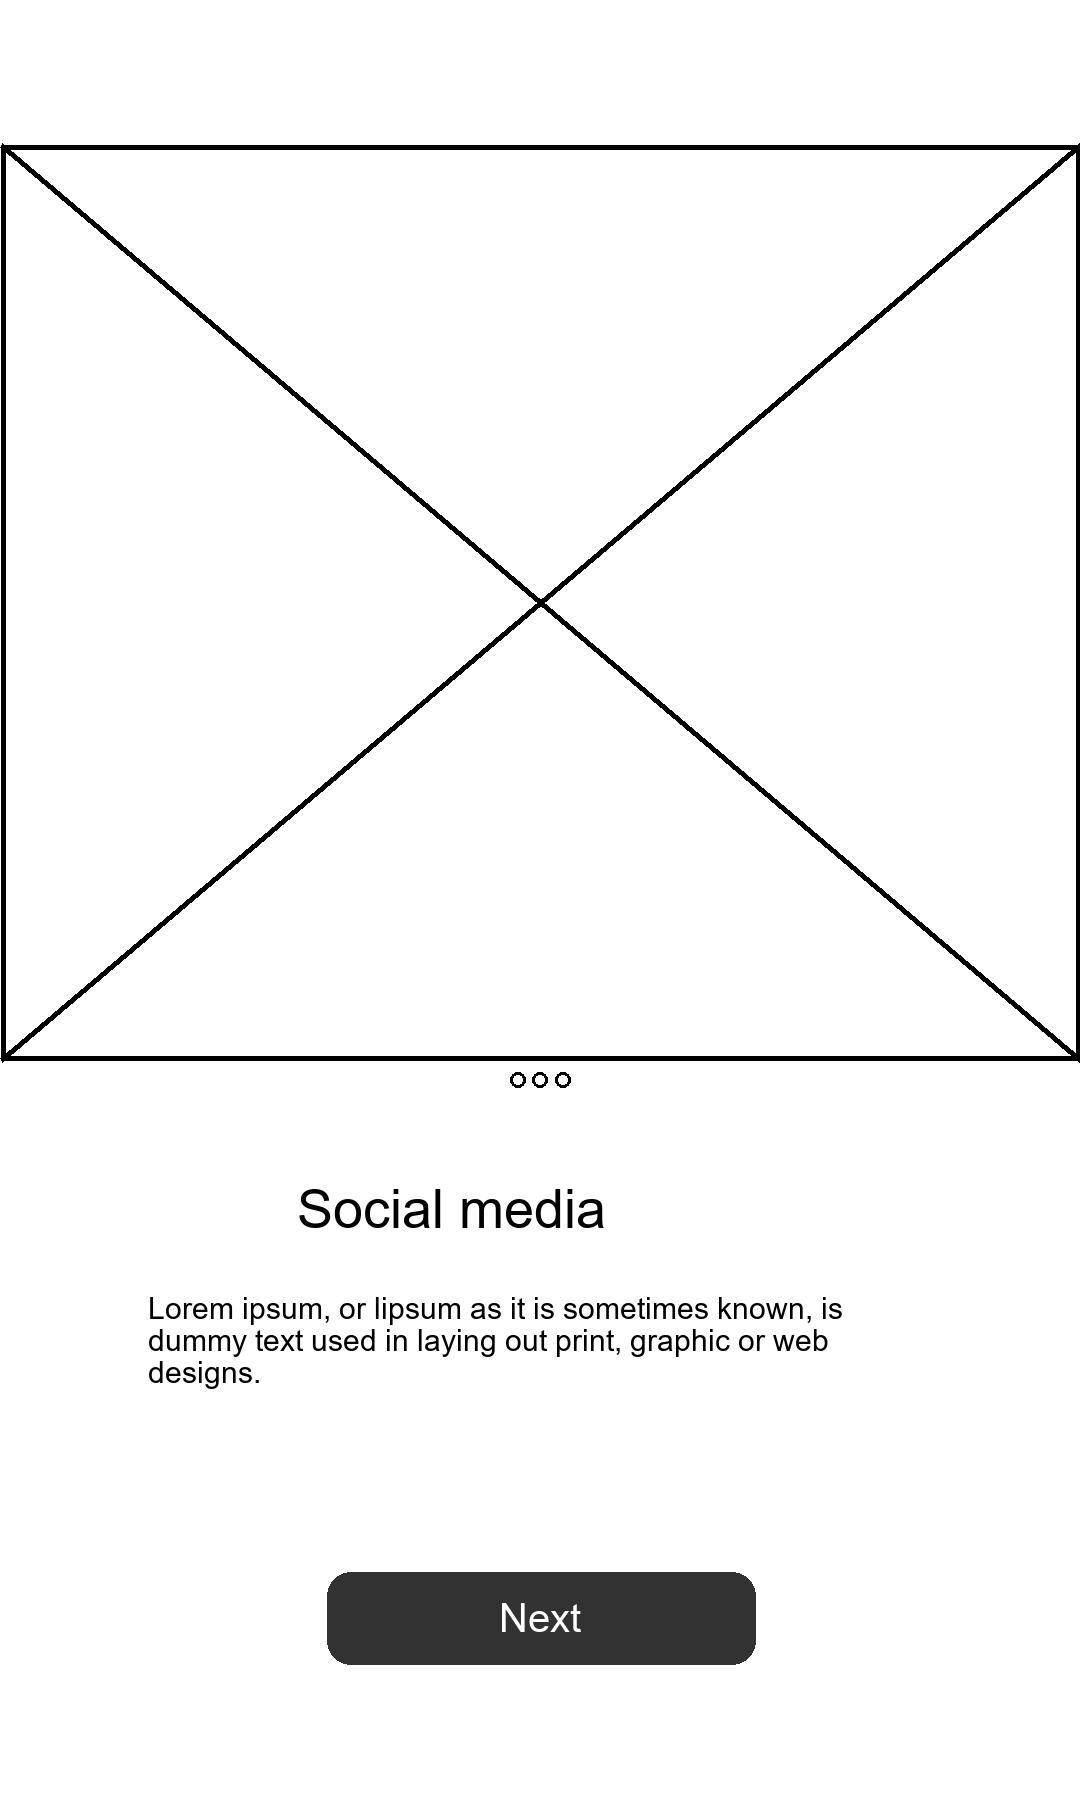 Social media
Lorem ipsum, or lipsum as it is sometimes known, is
dummy text used in laying out print, graphic or web
designs.
Next